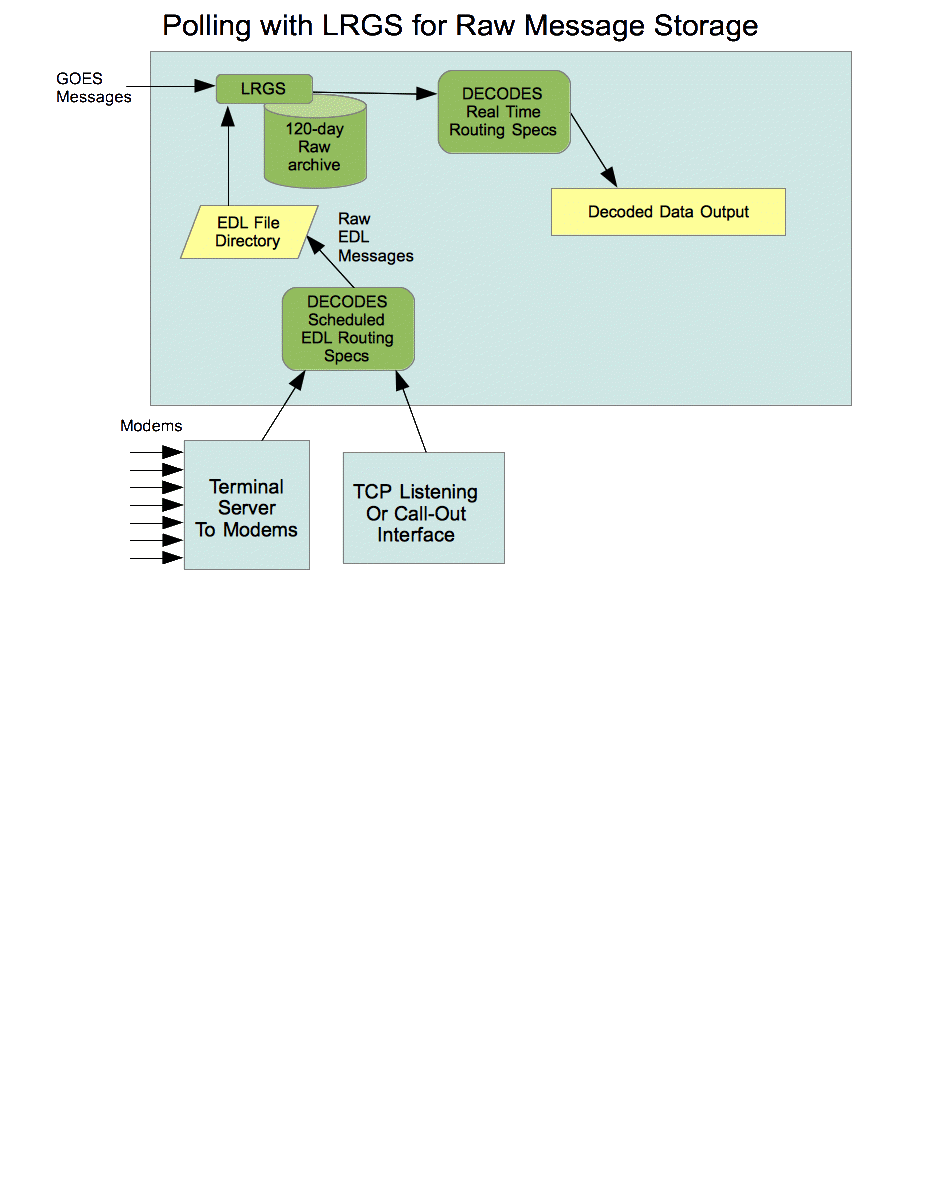 Polling with LRGS for Raw Message Storage
GOES
Messages
LRGS
120-day
Raw
archive
DECODES
Real Time
Routing Specs
Decoded Data Output
EDL File
Directory
Raw
EDL
Messages
DECODES
Scheduled
EDL Routing
Specs
Modems
Terminal
Server
To Modems
TCP Listening
Or Call-Out
Interface